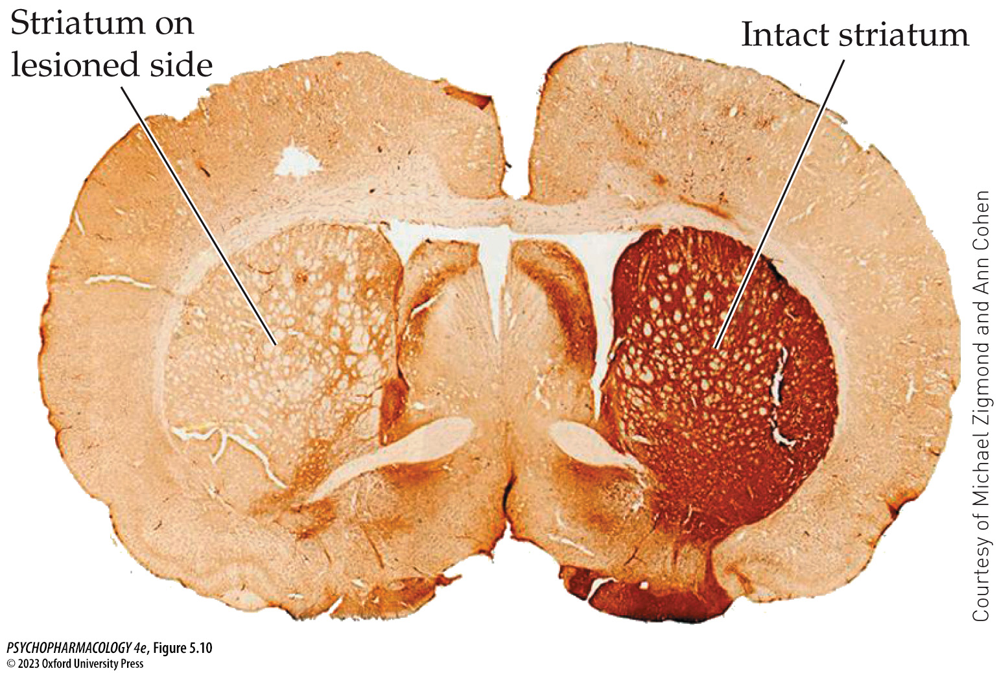 Striatum on
lesioned side
Intact striatum
Courtesy of Michael Zigmond and Ann Cohen
PSYCHOPHARMACOLOGY 4e, Figure 5.10
© 2023 Oxford University Press